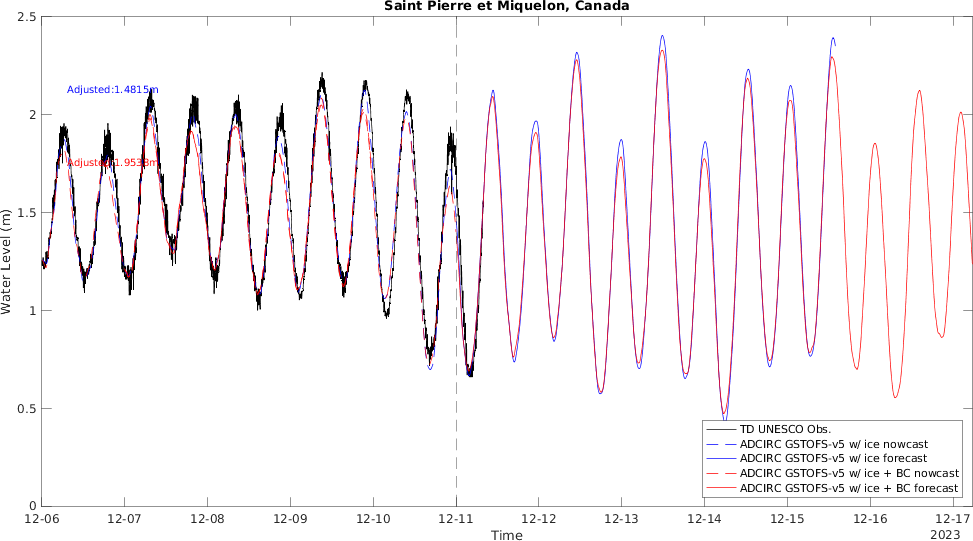 Saint Pierre et Miquelon, Canada
2.5
2
1.5
1
0.5
0
Water Level (m)
Adjusted:1.4815m
Adjusted:1.9538m
TD UNESCO Obs.
ADCIRC GSTOFS-v5 w/ ice nowcast
ADCIRC GSTOFS-v5 w/ ice forecast
ADCIRC GSTOFS-v5 w/ ice + BC nowcast
ADCIRC GSTOFS-v5 w/ ice + BC forecast
12-06 12-07 12-08 12-09 12-10 12-11 12-12 12-13 12-14 12-15 12-16 12-17
Time
2023